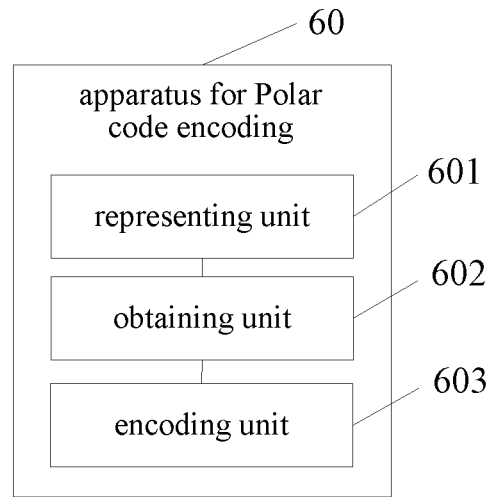 60
apparatus for Polar
code encoding
601
representing unit
602
obtaining unit
603
encoding unit